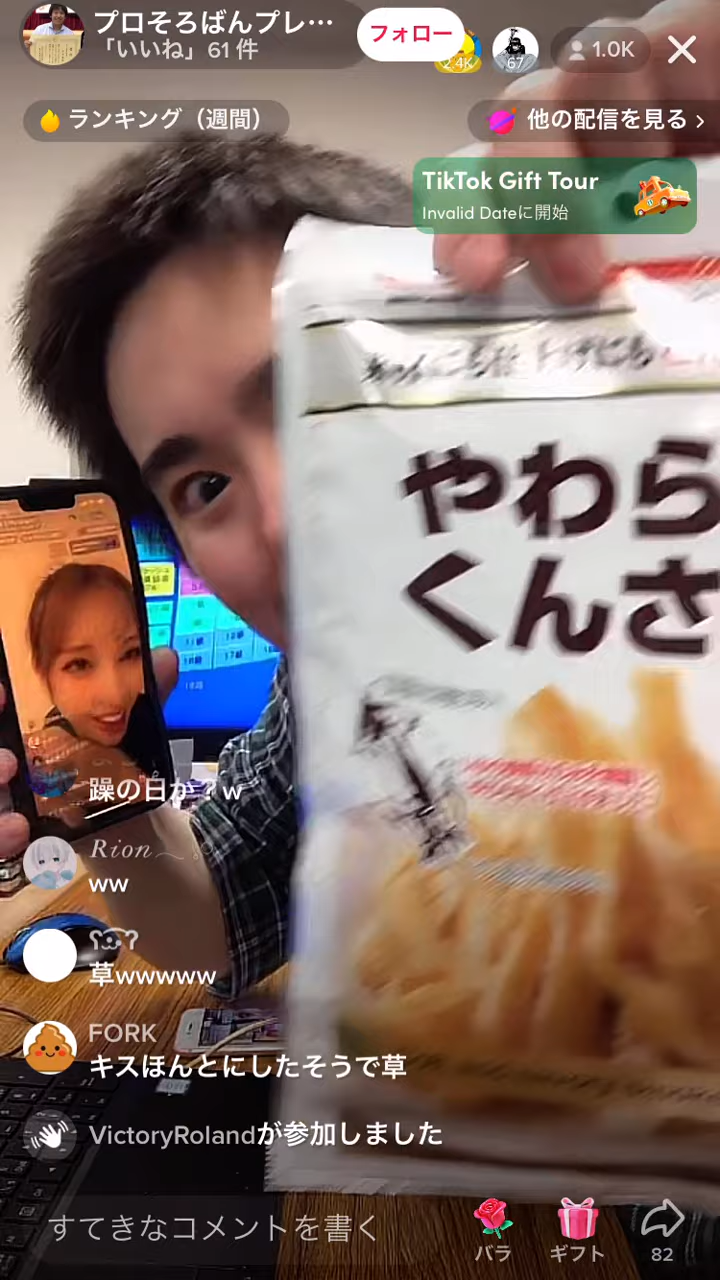 プロそろばんプレ…
「いいね」61 件
フォロー
2.4K
67
1.0K
ランキング（週間）
他の配信を見る
TikTok Gift Tour
Invalid Dateに開始
やわら
くんさ
躁の日か？w
Rion
ww
草wwwww
FORK
キスほんとにしたそうで草
VictoryRolandが参加しました
すてきなコメントを書く
バラ
ギフト
82